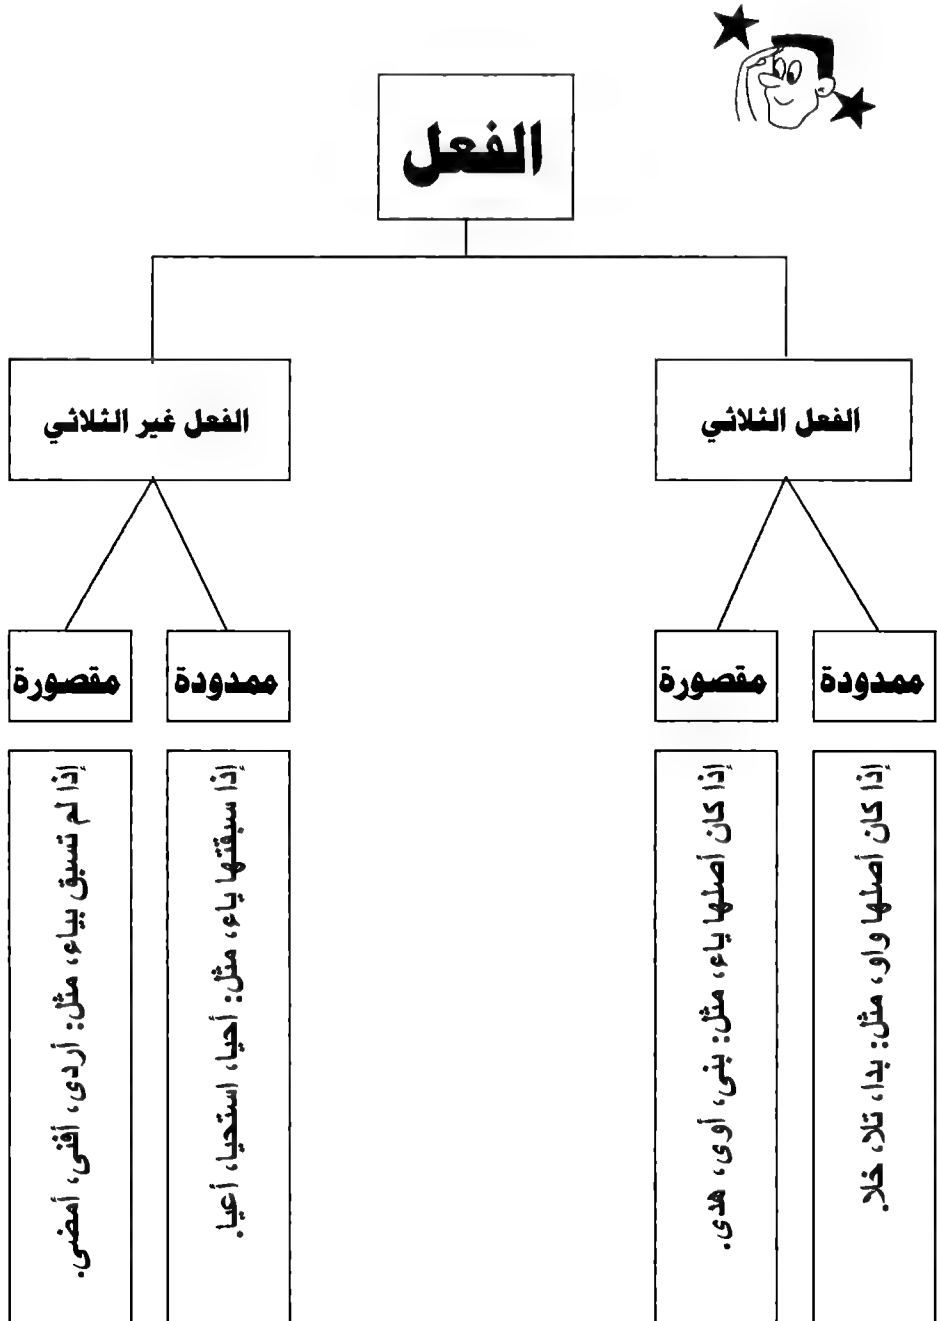 الفعل
الفعل الثلاثي
الفعل غير الثلاثي
ممدودة
مقصورة
ممدودة
مقصورة
إذا كان أصلها واو، مثل: بدا، تلا، خلا.
إذا كان أصلها ياء، مثل: بنى، أوى، هدى.
إذا سبقتها ياء، مثل: أحيا، استحيا، أعيا.
إذا لم تسبق بياء، مثل: أردى، أفنى، أمضى.